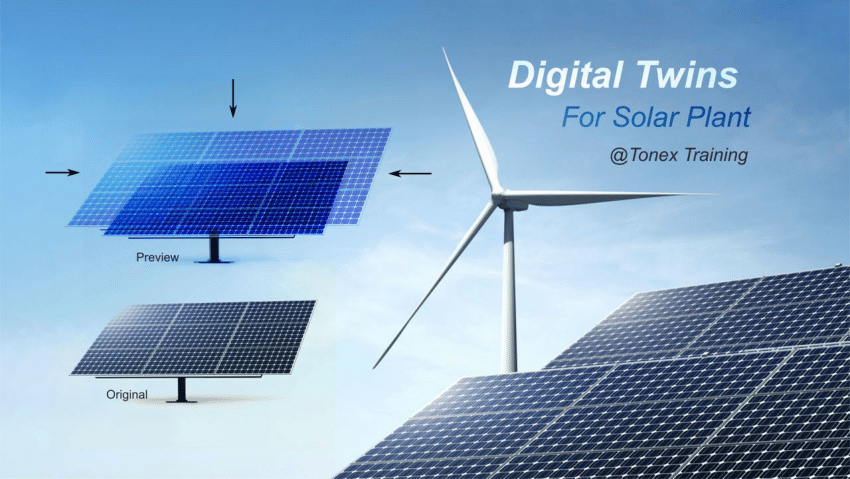 Digital Twins
For Solar Plant
@Tonex Training
Preview
Original